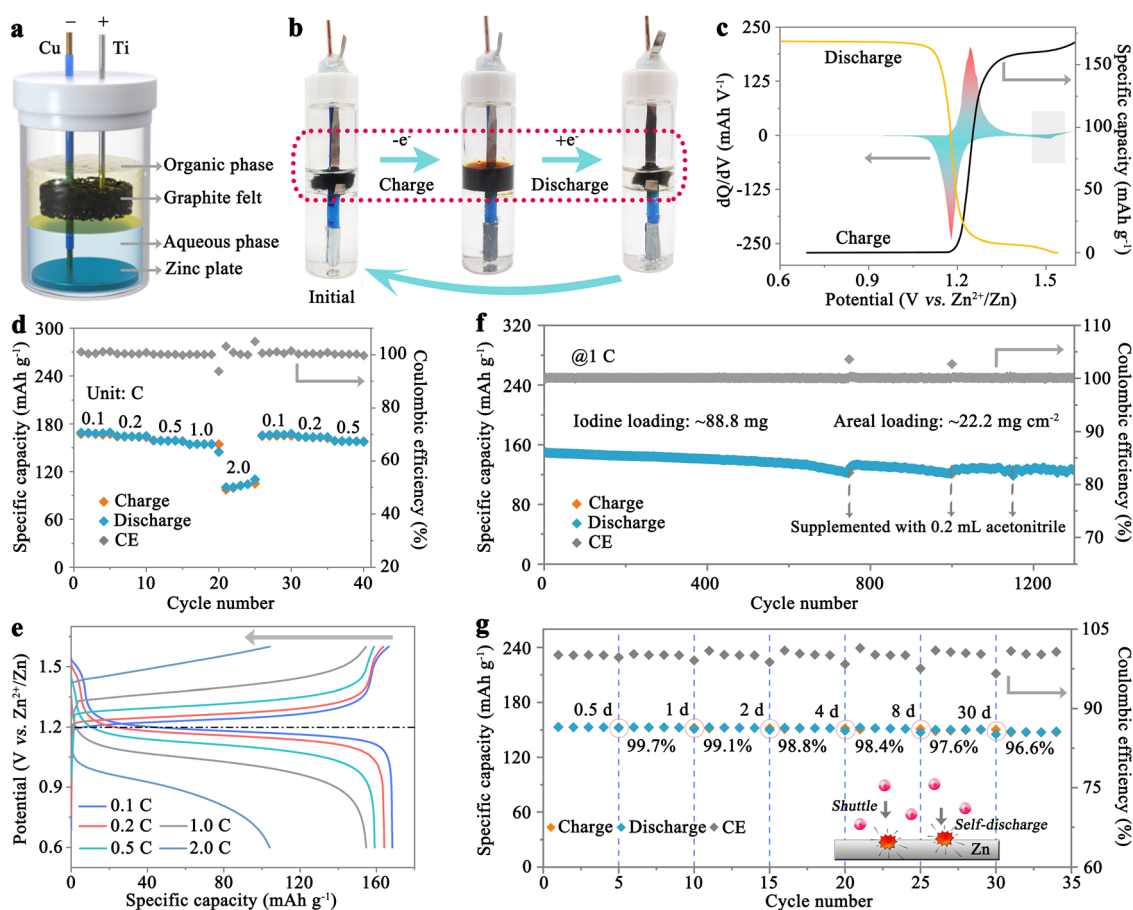 a
−
+
Cu
Ti
Organic phase
Graphite felt
Aqueous phase
Zinc plate
b
-e-
Charge
+e-
Discharge
Initial
c
250
125
0
-125
-250
dQ/dV (mAh V-1)
Discharge
Charge
150
100
50
0
Specific capacity (mAh g-1)
0.6
0.9
1.2
1.5
Potential (V vs. Zn2+/Zn)
d
300
240
180
120
60
0
Specific capacity (mAh g-1)
Unit: C
0.1
0.2
0.5
1.0
2.0
0.1
0.2
0.5
Charge
Discharge
CE
100
80
60
40
20
Coulombic efficiency (%)
0
10
20
30
40
Cycle number
e
1.5
1.2
0.9
0.6
Potential (V vs. Zn2+/Zn)
0.1 C
0.2 C
0.5 C
1.0 C
2.0 C
0
40
80
120
160
Specific capacity (mAh g-1)
f
320
240
160
80
0
Specific capacity (mAh g-1)
@1 C
Iodine loading: ~88.8 mg
Areal loading: ~22.2 mg cm-2
Charge
Discharge
CE
Supplemented with 0.2 mL acetonitrile
110
100
90
80
70
Coulombic efficiency (%)
0
400
800
1200
Cycle number
g
240
180
120
60
0
Specific capacity (mAh g-1)
0.5 d
1 d
2 d
4 d
8 d
30 d
99.7%
99.1%
98.8%
98.4%
97.6%
96.6%
Shuttle
Self-discharge
Zn
Charge
Discharge
CE
105
90
75
60
Coulombic efficiency (%)
0
5
10
15
20
25
30
35
Cycle number